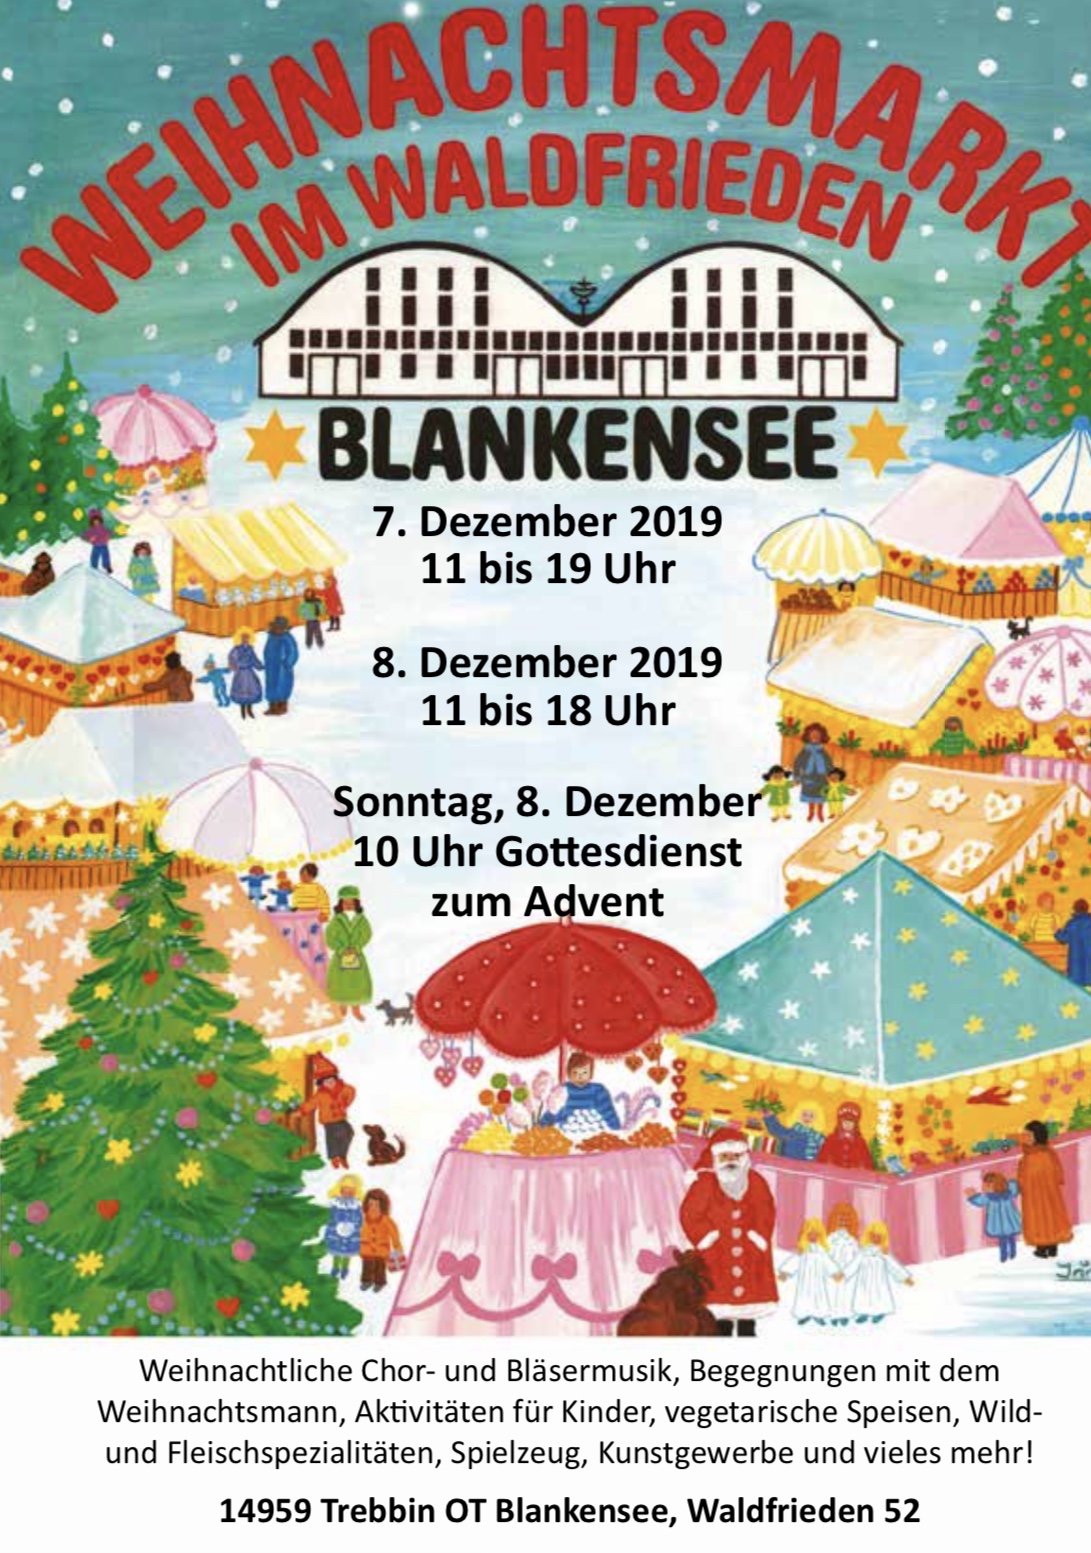 WEIHNACHTSMARKT
IM WALDFRIEDEN
BLANKENSEE
7. Dezember 2019
11 bis 19 Uhr
8. Dezember 2019
11 bis 18 Uhr
Sonntag, 8. Dezember
10 Uhr Gottesdienst
zum Advent
Weihnachtliche Chor- und Bläsermusik, Begegnungen mit dem
Weihnachtsmann, Aktivitäten für Kinder, vegetarische Speisen, Wild-
und Fleischspezialitäten, Spielzeug, Kunstgewerbe und vieles mehr!
14959 Trebbin OT Blankensee, Waldfrieden 52